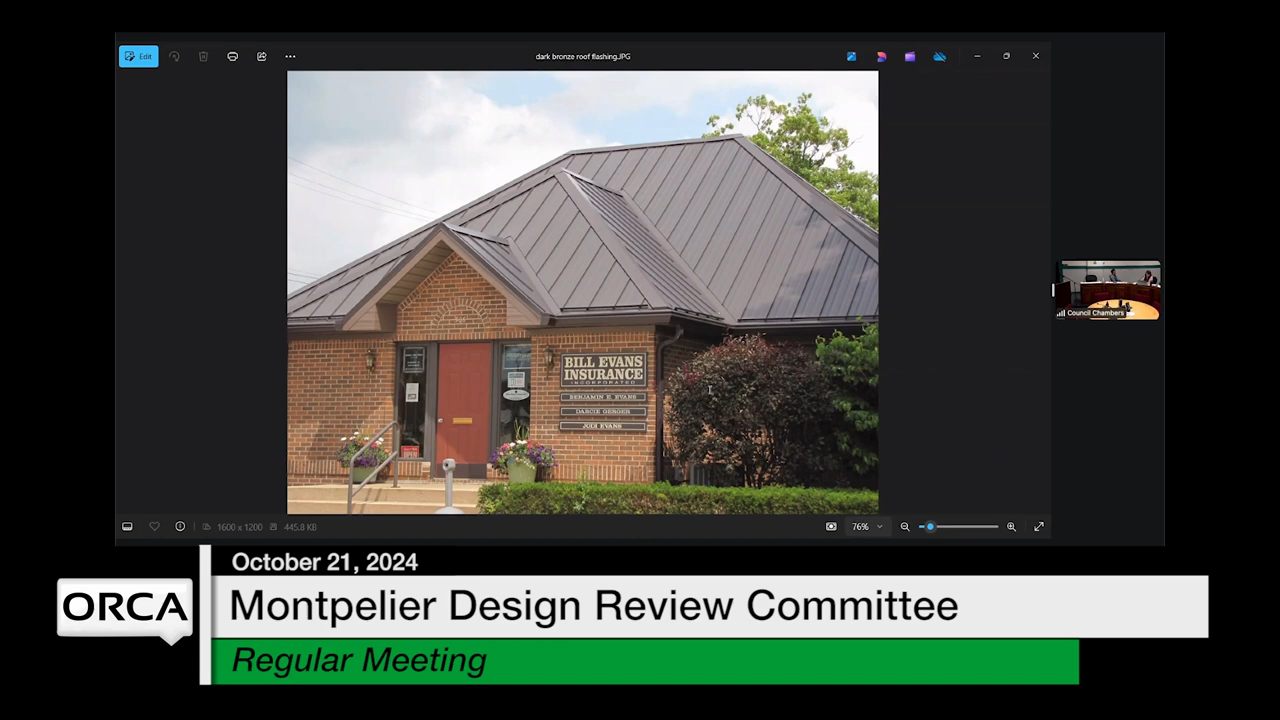 Edit
dark bronze roof flashing.JPG
BILL EVANS
INSURANCE
INCORPORATED
BENJAMIN E. EVANS
DARCIE GERGER
JODI EVANS
Council Chambers
1600 x 1200
445.8 KB
76%
October 21, 2024
ORCA
Montpelier Design Review Committee
Regular Meeting